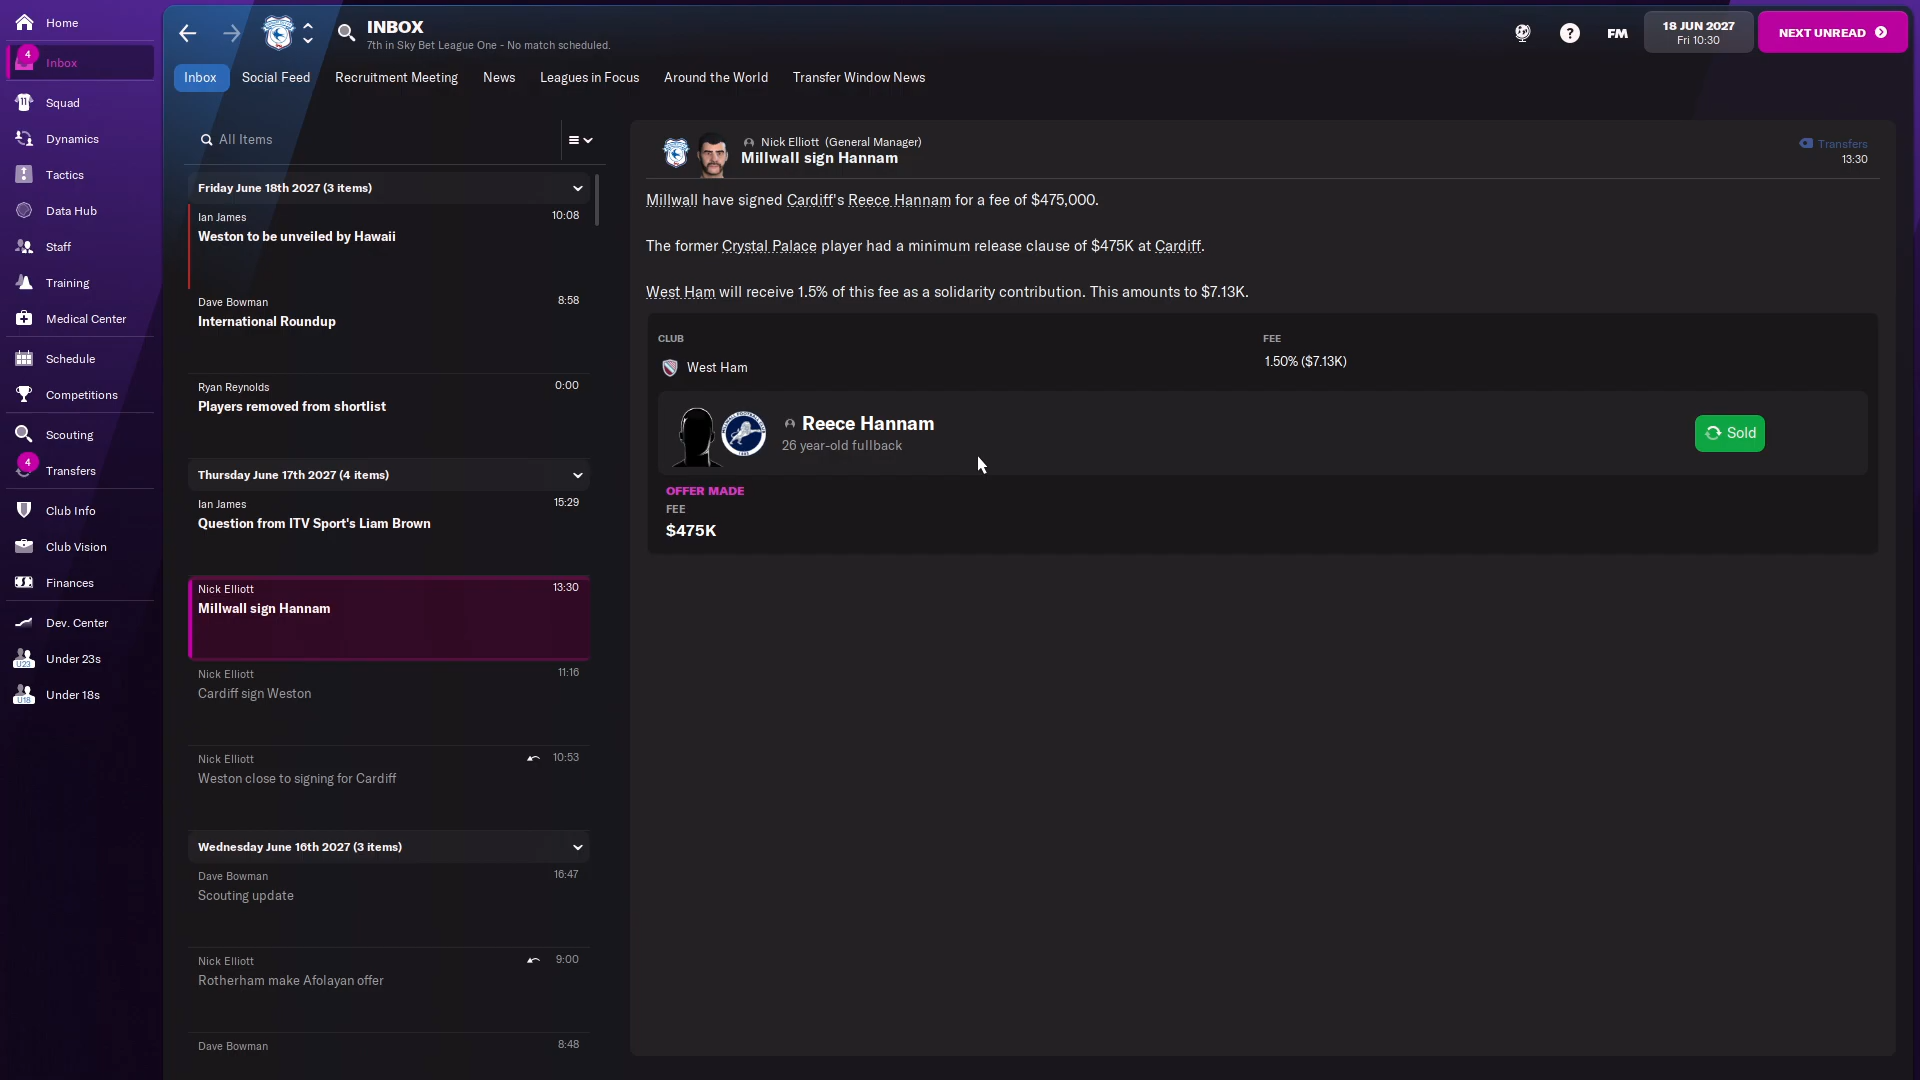 Home
4
Inbox
Squad
Dynamics
Tactics
Data Hub
Staff
Training
Medical Center
Schedule
Competitions
Scouting
4
Transfers
Club Info
Club Vision
Finances
Dev. Center
U23
Under 23s
U18
Under 18s
INBOX
7th in Sky Bet League One - No match scheduled.
?
FM
18 JUN 2027
Fri 10:30
NEXT UNREAD
Inbox
Social Feed
Recruitment Meeting
News
Leagues in Focus
Around the World
Transfer Window News
All Items
Friday June 18th 2027 (3 items)
Ian James
10:08
Weston to be unveiled by Hawaii
Dave Bowman
8:58
International Roundup
Ryan Reynolds
0:00
Players removed from shortlist
Thursday June 17th 2027 (4 items)
Ian James
15:29
Question from ITV Sport's Liam Brown
Nick Elliott
13:30
Millwall sign Hannam
Nick Elliott
11:16
Cardiff sign Weston
Nick Elliott
10:53
Weston close to signing for Cardiff
Wednesday June 16th 2027 (3 items)
Dave Bowman
16:47
Scouting update
Nick Elliott
9:00
Rotherham make Afolayan offer
Dave Bowman
8:48
Nick Elliott (General Manager)
Millwall sign Hannam
Transfers
13:30
Millwall have signed Cardiff's Reece Hannam for a fee of $475,000.
The former Crystal Palace player had a minimum release clause of $475K at Cardiff.
West Ham will receive 1.5% of this fee as a solidarity contribution. This amounts to $7.13K.
CLUB
FEE
West Ham
1.50% ($7.13K)
Reece Hannam
26 year-old fullback
Sold
OFFER MADE
FEE
$475K